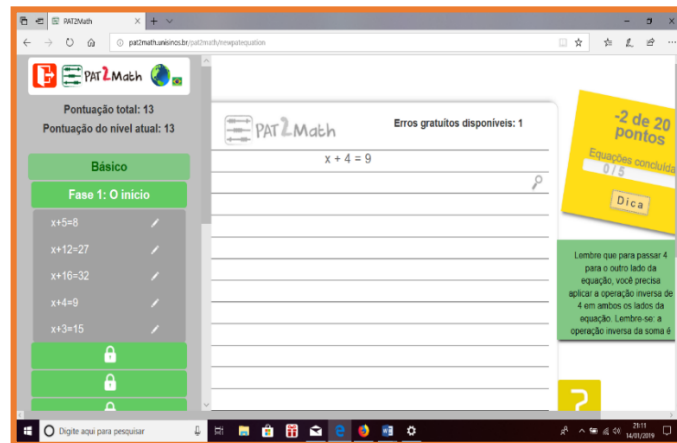 PAT2Math
pat2math.unisinos.br/pat2math/newpatequation
PAT2Math
Pontuação total: 13
Pontuação do nível atual: 13
Básico
Fase 1: O início
x+5=8
x+12=27
x+16=32
x+4=9
x+3=15
PAT2Math
Erros gratuitos disponíveis: 1
x + 4 = 9
-2 de 20
pontos
Equações concluída
0 / 5
Dica
Lembre que para passar 4
para o outro lado da
equação, você precisa
aplicar a operação inversa de
4 em ambos os lados da
equação. Lembre-se: a
operação inversa da soma é
?
Digite aqui para pesquisar
21:11
14/01/2019